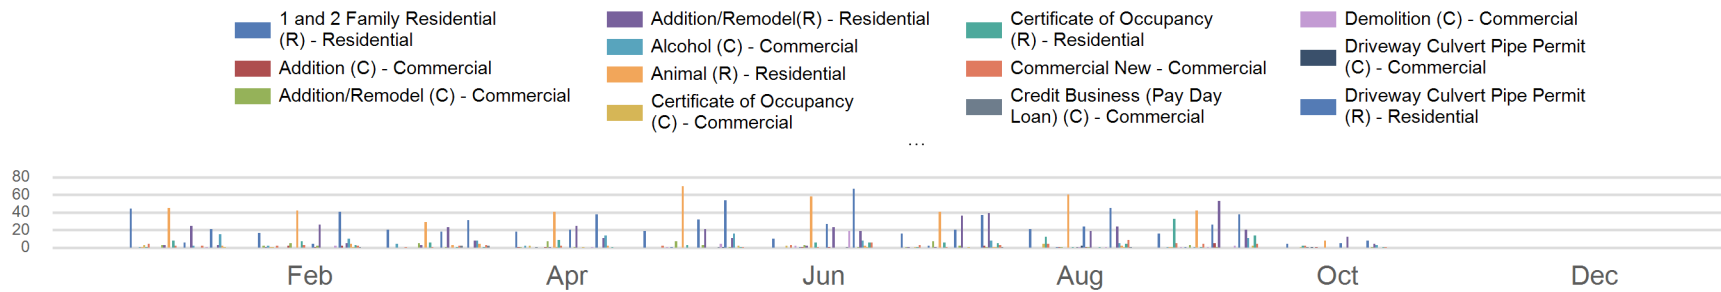 1 and 2 Family Residential
(R) - Residential
Addition (C) - Commercial
Addition/Remodel (C) - Commercial
Addition/Remodel(R) - Residential
Alcohol (C) - Commercial
Animal (R) - Residential
Certificate of Occupancy
(C) - Commercial
Certificate of Occupancy
(R) - Residential
Commercial New - Commercial
Credit Business (Pay Day
Loan) (C) - Commercial
Demolition (C) - Commercial
Driveway Culvert Pipe Permit
(C) - Commercial
Driveway Culvert Pipe Permit
(R) - Residential
...
80
60
40
20
0
Feb Apr Jun Aug Oct Dec